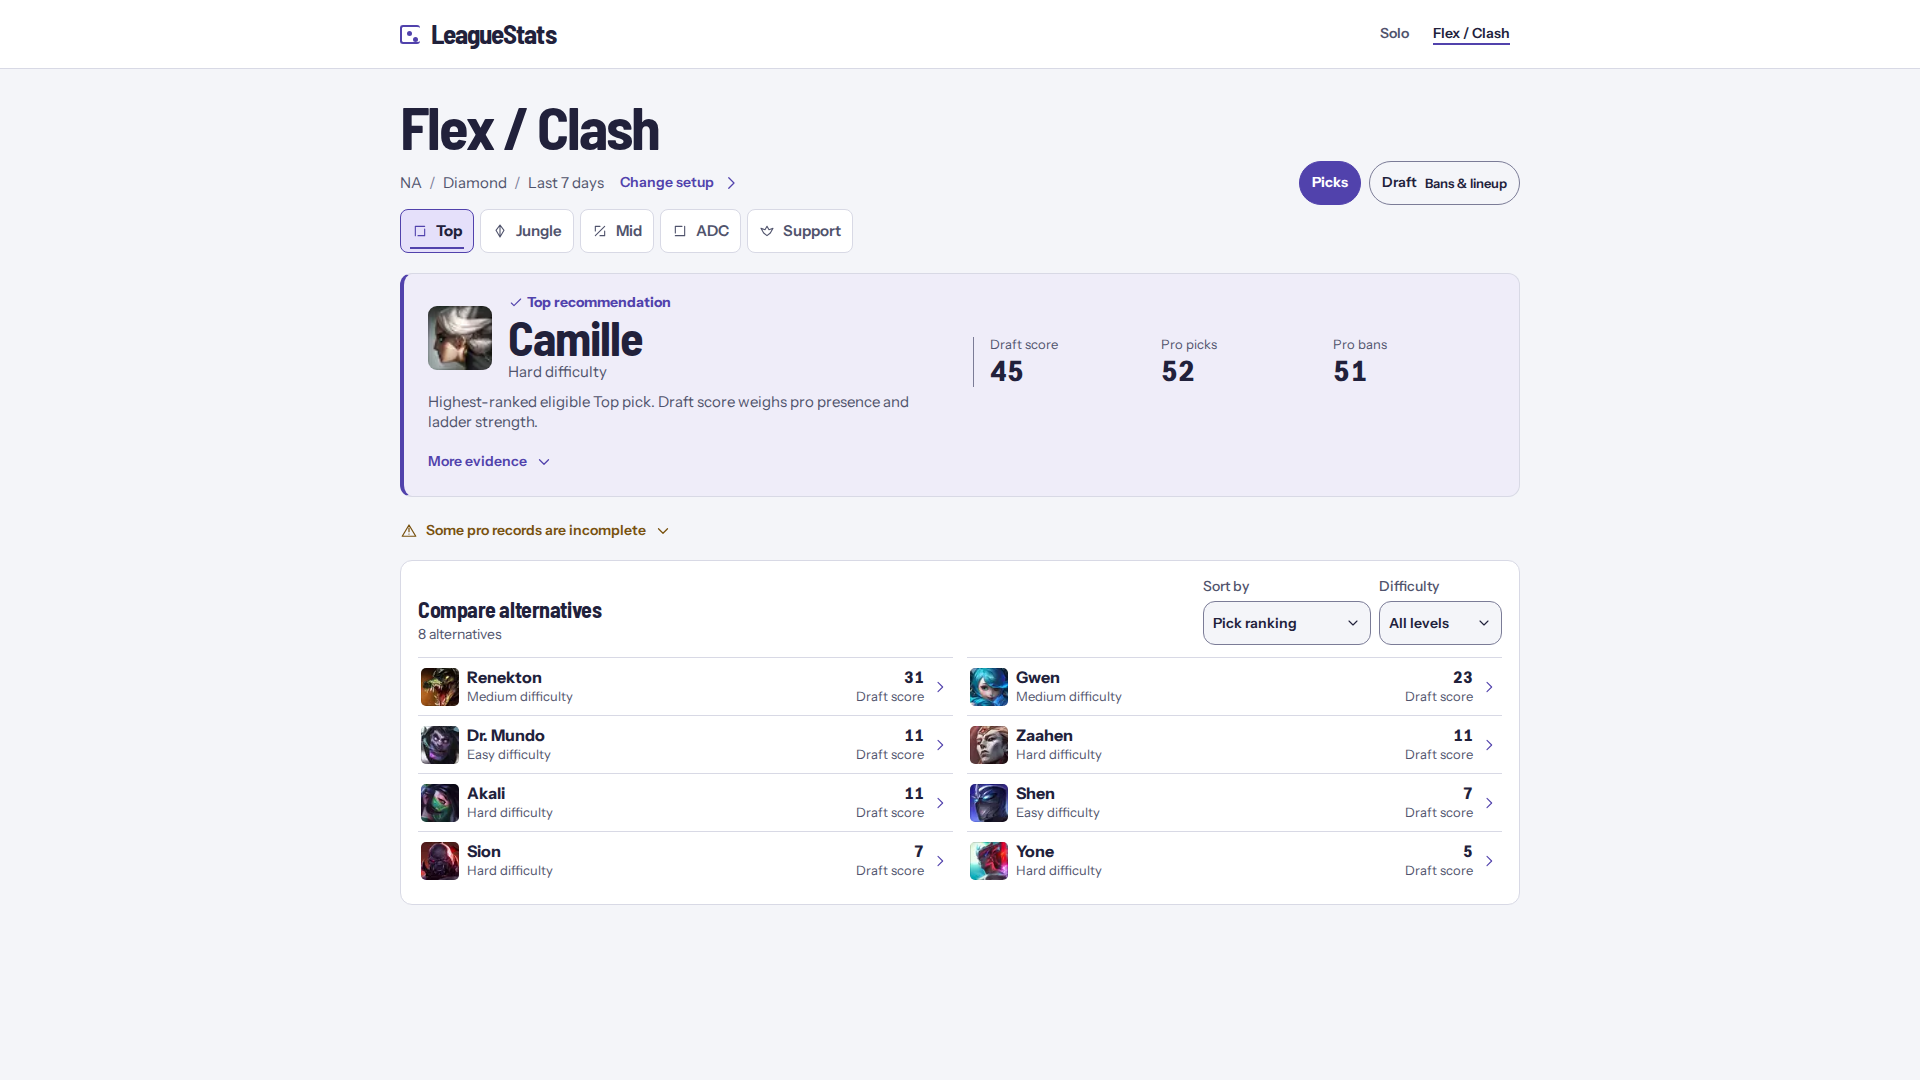 LeagueStats
Solo
Flex / Clash
Flex / Clash
NA / Diamond / Last 7 days Change setup
Picks
Draft Bans & lineup
Top
Jungle
Mid
ADC
Support
Top recommendation
Camille
Hard difficulty
Highest-ranked eligible Top pick. Draft score weighs pro presence and
ladder strength.
More evidence
Draft score
45
Pro picks
52
Pro bans
51
Some pro records are incomplete
Compare alternatives
8 alternatives
Sort by
Pick ranking
Difficulty
All levels
Renekton
Medium difficulty
31
Draft score
Gwen
Medium difficulty
23
Draft score
Dr. Mundo
Easy difficulty
11
Draft score
Zaahen
Hard difficulty
11
Draft score
Akali
Hard difficulty
11
Draft score
Shen
Easy difficulty
7
Draft score
Sion
Hard difficulty
7
Draft score
Yone
Hard difficulty
5
Draft score